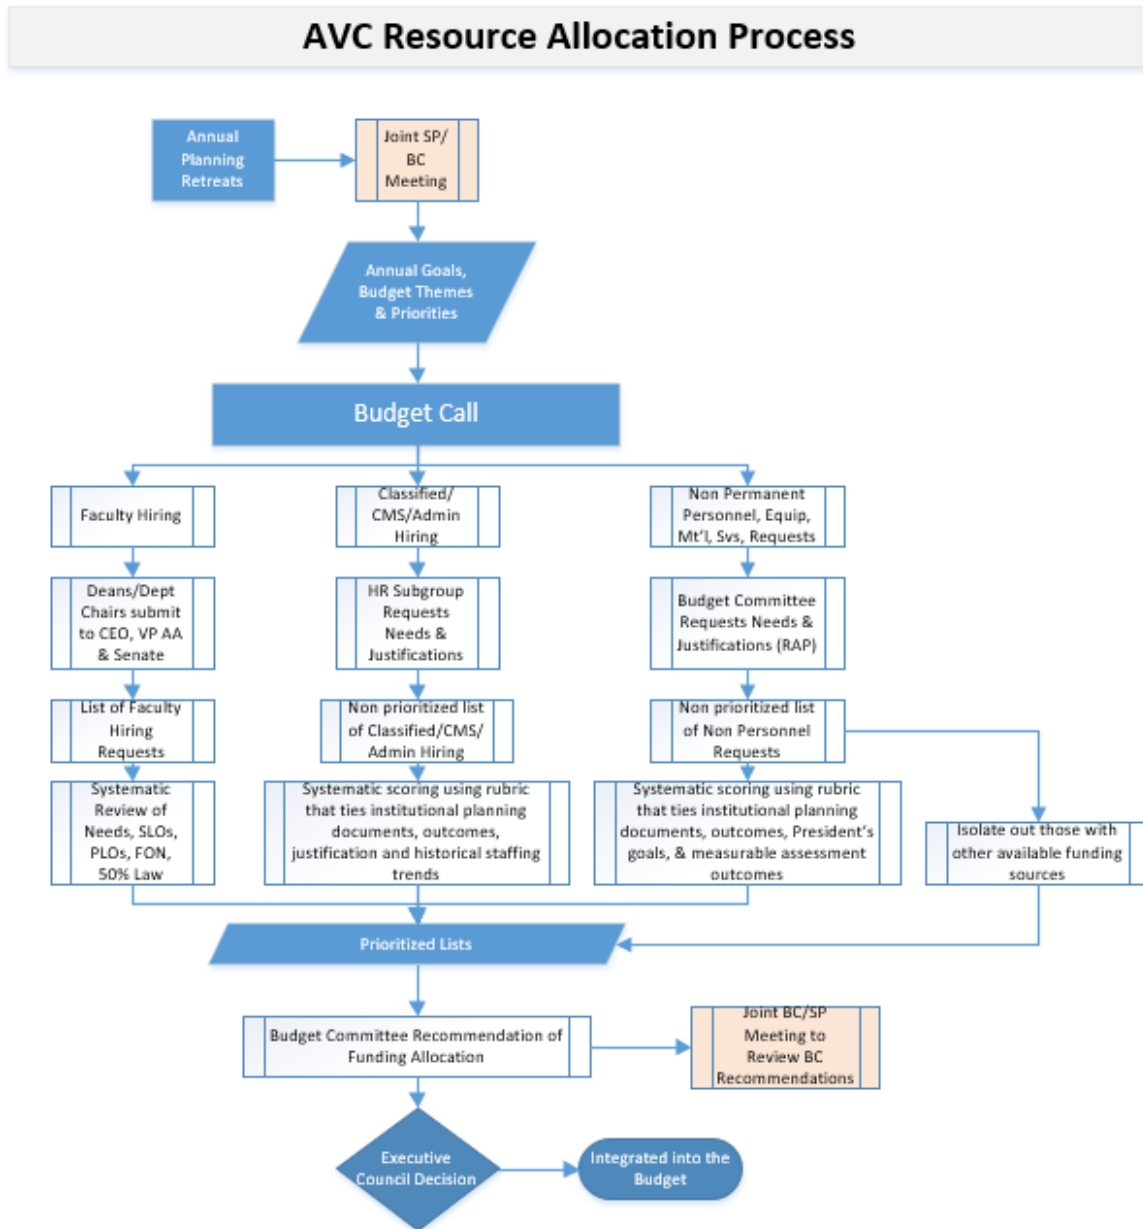 AVC Resource Allocation Process
Annual
Planning
Retreats
Joint SP/
BC
Meeting
Annual Goals,
Budget Themes
& Priorities
Budget Call
Faculty Hiring
Classified/
CMS/Admin
Hiring
Non Permanent
Personnel, Equip,
Mt'l, Svs, Requests
Deans/Dept
Chairs submit
to CEO, VP AA
& Senate
HR Subgroup
Requests
Needs &
Justifications
Budget Committee
Requests Needs &
Justifications (RAP)
List of Faculty
Hiring
Requests
Non prioritized list
of Classified/CMS/
Admin Hiring
Non prioritized list
of Non Personnel
Requests
Systematic
Review of
Needs, SLOs,
PLOs, FON,
50% Law
Systematic scoring using rubric
that ties institutional planning
documents, outcomes,
justification and historical staffing
trends
Systematic scoring using rubric
that ties institutional planning
documents, outcomes, President's
goals, & measurable assessment
outcomes
Isolate out those with
other available funding
sources
Prioritized Lists
Budget Committee Recommendation of
Funding Allocation
Joint BC/SP
Meeting to
Review BC
Recommendations
Executive
Council Decision
Integrated into the
Budget